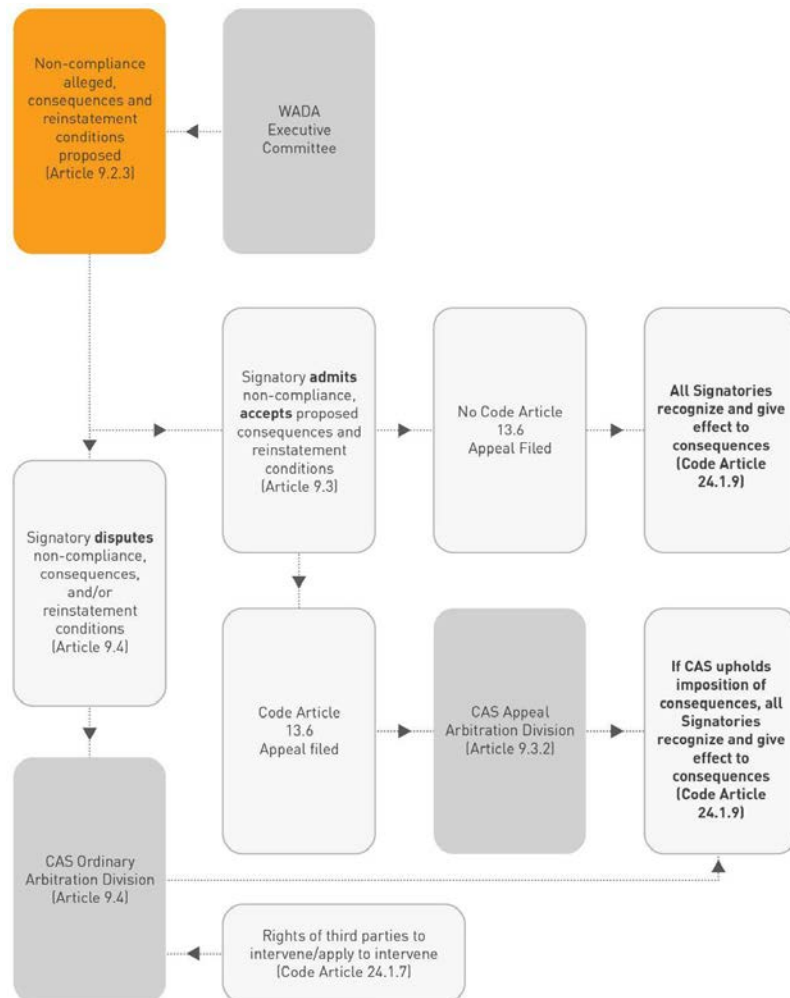 Non-compliance
alleged,
consequences and
reinstatement
conditions
proposed
(Article 9.2.3)
WADA
Executive
Committee
Signatory admits
non-compliance,
accepts proposed
consequences and
reinstatement
conditions
(Article 9.3)
No Code Article
13.6
Appeal Filed
All Signatories
recognize and give
effect to
consequences
(Code Article
24.1.9)
Signatory disputes
non-compliance,
consequences,
and/or
reinstatement
conditions
(Article 9.4)
Code Article
13.6
Appeal filed
CAS Appeal
Arbitration Division
(Article 9.3.2)
If CAS upholds
imposition of
consequences, all
Signatories
recognize and give
effect to
consequences
(Code Article
24.1.9)
CAS Ordinary
Arbitration Division
(Article 9.4)
Rights of third parties to
intervene/apply to intervene
(Code Article 24.1.7)